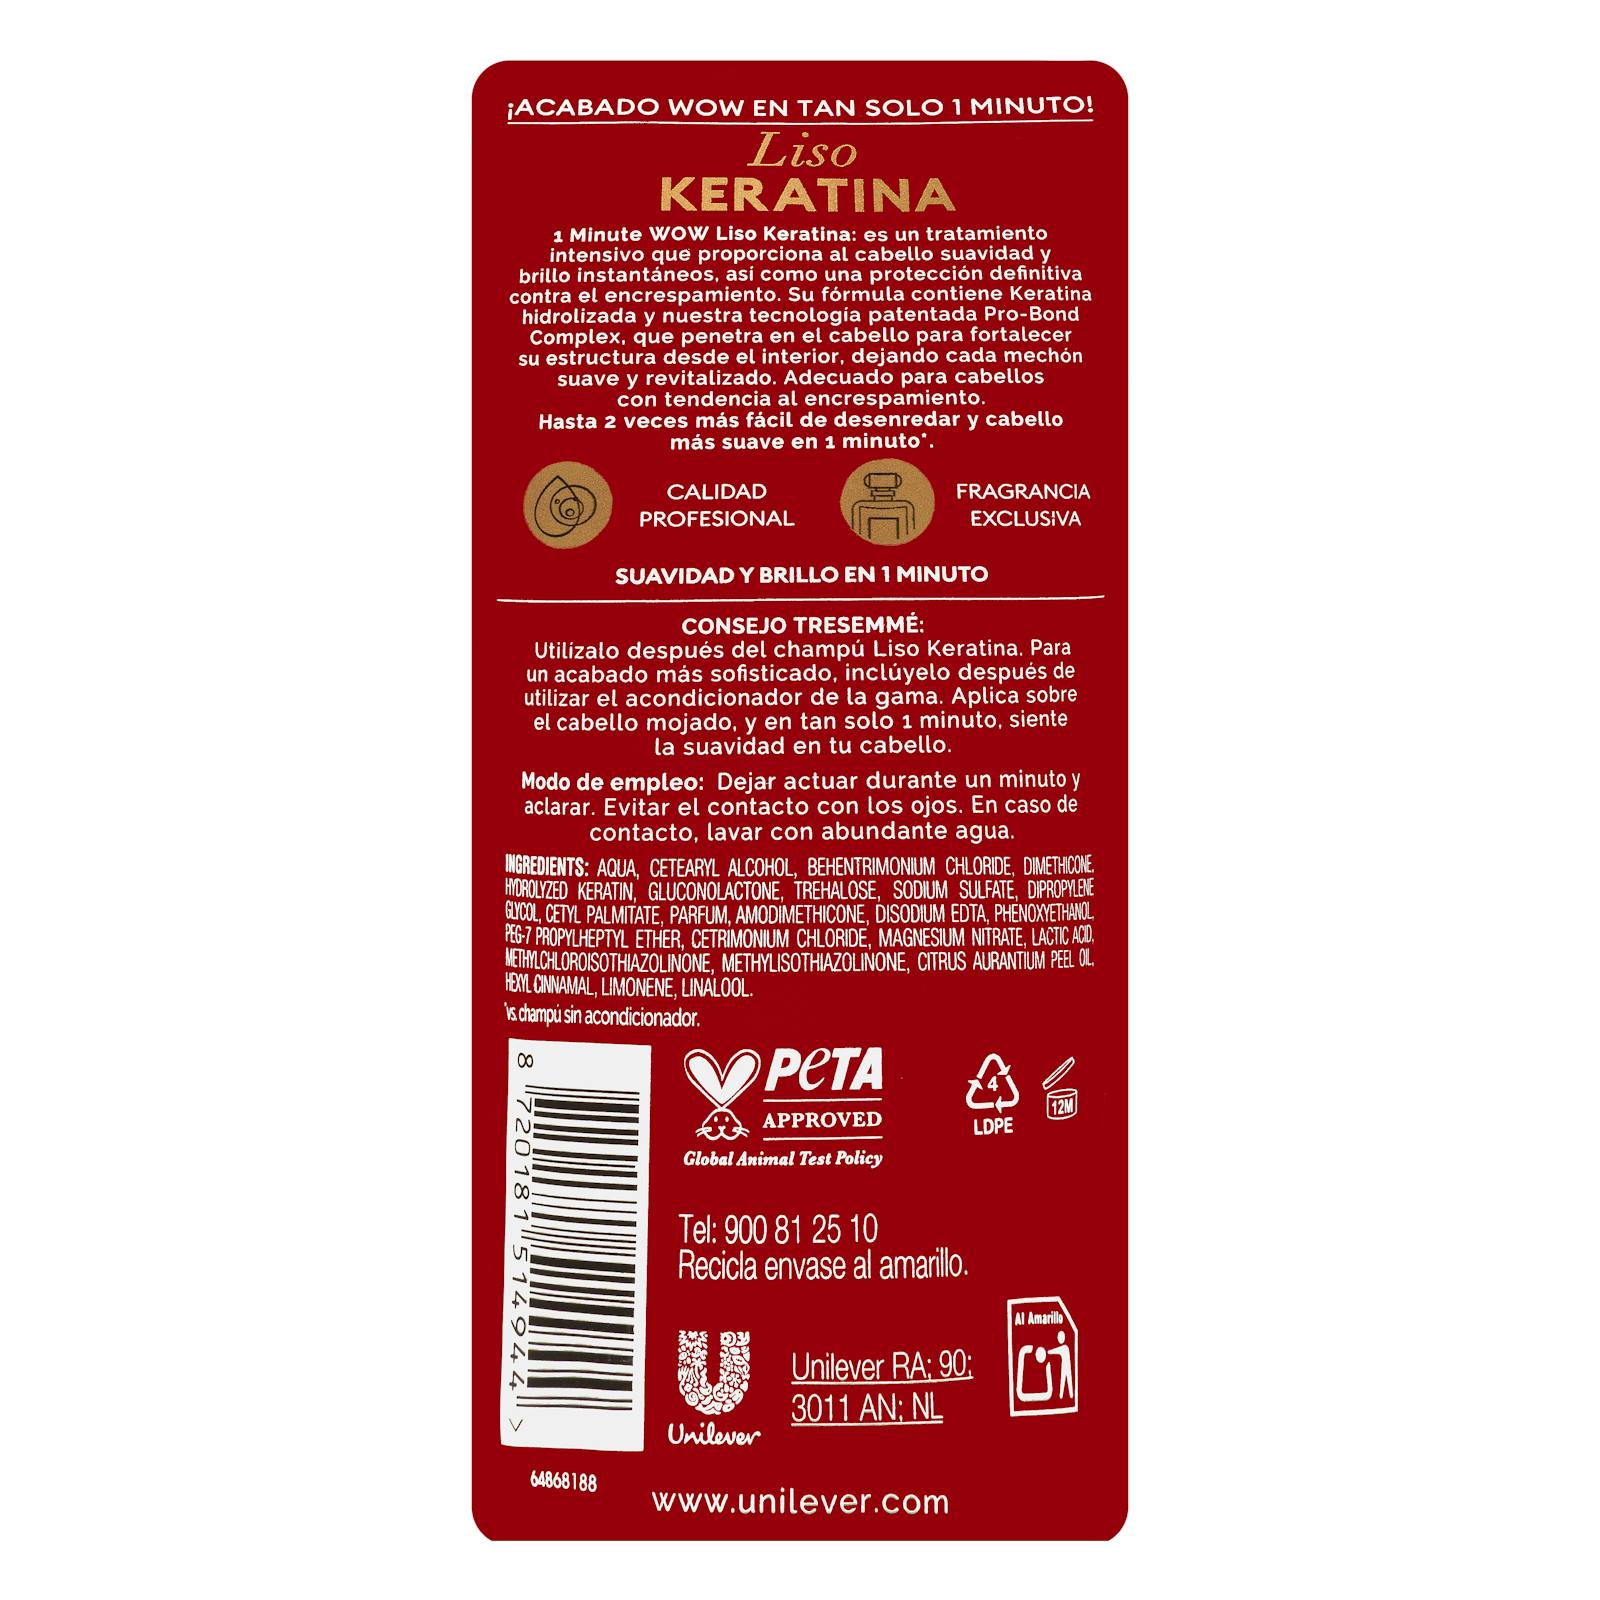 ¡ACABADO WOW EN TAN SOLO 1 MINUTO!
Liso
KERATINA
1 Minute WOW Liso Keratina: es un tratamiento
intensivo que proporciona al cabello suavidad y
brillo instantáneos, así como una protección definitiva
contra el encrespamiento. Su fórmula contiene Keratina
hidrolizada y nuestra tecnología patentada Pro-Bond
Complex, que penetra en el cabello para fortalecer
su estructura desde el interior, dejando cada mechón
suave y revitalizado. Adecuado para cabellos
con tendencia al encrespamiento.
Hasta 2 veces más fácil de desenredar y cabello
más suave en 1 minuto*.
CALIDAD
PROFESIONAL
FRAGRANCIA
EXCLUSIVA
SUAVIDAD Y BRILLO EN 1 MINUTO
CONSEJO TRESEMMÉ:
Utilízalo después del champú Liso Keratina. Para
un acabado más sofisticado, inclúyelo después de
utilizar el acondicionador de la gama. Aplica sobre
el cabello mojado, y en tan solo 1 minuto, siente
la suavidad en tu cabello.
Modo de empleo: Dejar actuar durante un minuto y
aclarar. Evitar el contacto con los ojos. En caso de
contacto, lavar con abundante agua.
INGREDIENTS: AQUA, CETEARYL ALCOHOL, BEHENTRIMONIUM CHLORIDE, DIMETHICONE,
HYDROLYZED KERATIN, GLUCONOLACTONE, TREHALOSE, SODIUM SULFATE, DIPROPYLENE
GLYCOL, CETYL PALMITATE, PARFUM, AMODIMETHICONE, DISODIUM EDTA, PHENOXYETHANOL,
PEG-7 PROPYLHEPTYL ETHER, CETRIMONIUM CHLORIDE, MAGNESIUM NITRATE, LACTIC ACID,
METHYLCHLOROISOTHIAZOLINONE, METHYLISOTHIAZOLINONE, CITRUS AURANTIUM PEEL OIL,
HEXYL CINNAMAL, LIMONENE, LINALOOL.
*vs. champú sin acondicionador.
8 720181 514944 >
PETA
APPROVED
Global Animal Test Policy
4
LDPE
12M
Tel: 900 81 25 10
Recicla envase al amarillo.
Al Amarillo
Unilever
Unilever RA; 90;
3011 AN; NL
64868188
www.unilever.com